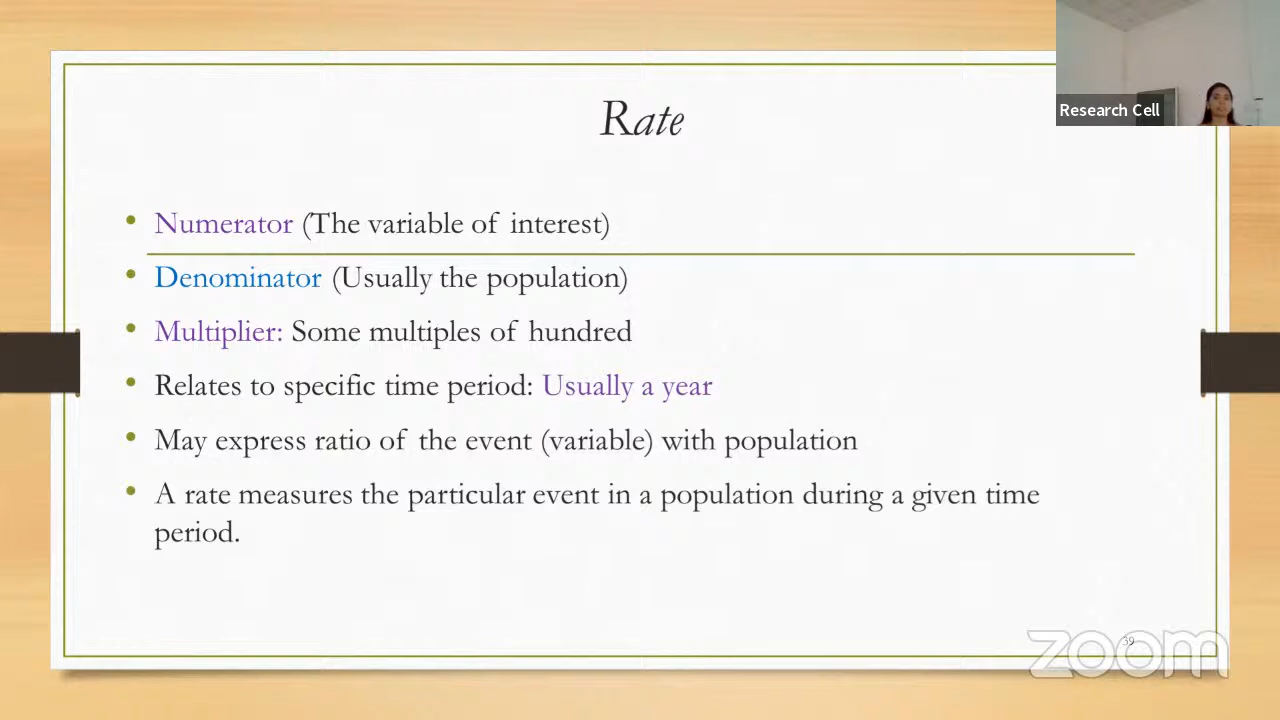 Research Cell
Rate
• Numerator (The variable of interest)
• Denominator (Usually the population)
• Multiplier: Some multiples of hundred
• Relates to specific time period: Usually a year
• May express ratio of the event (variable) with population
• A rate measures the particular event in a population during a given time
period.
39
zoom